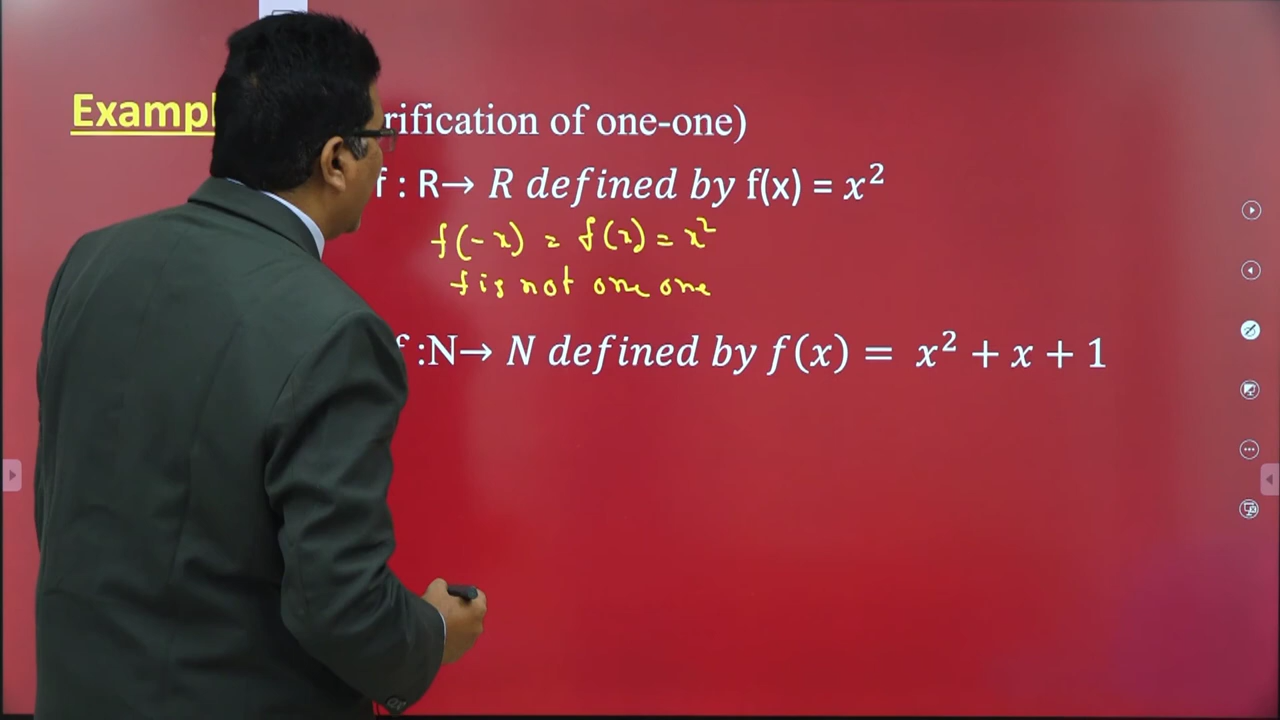 Exampl rification of one-one)
f : R→ R defined by f(x) = x²
f(-x) = f(x) = x²
f is not one one
f :N→ N defined by f(x) = x² + x + 1